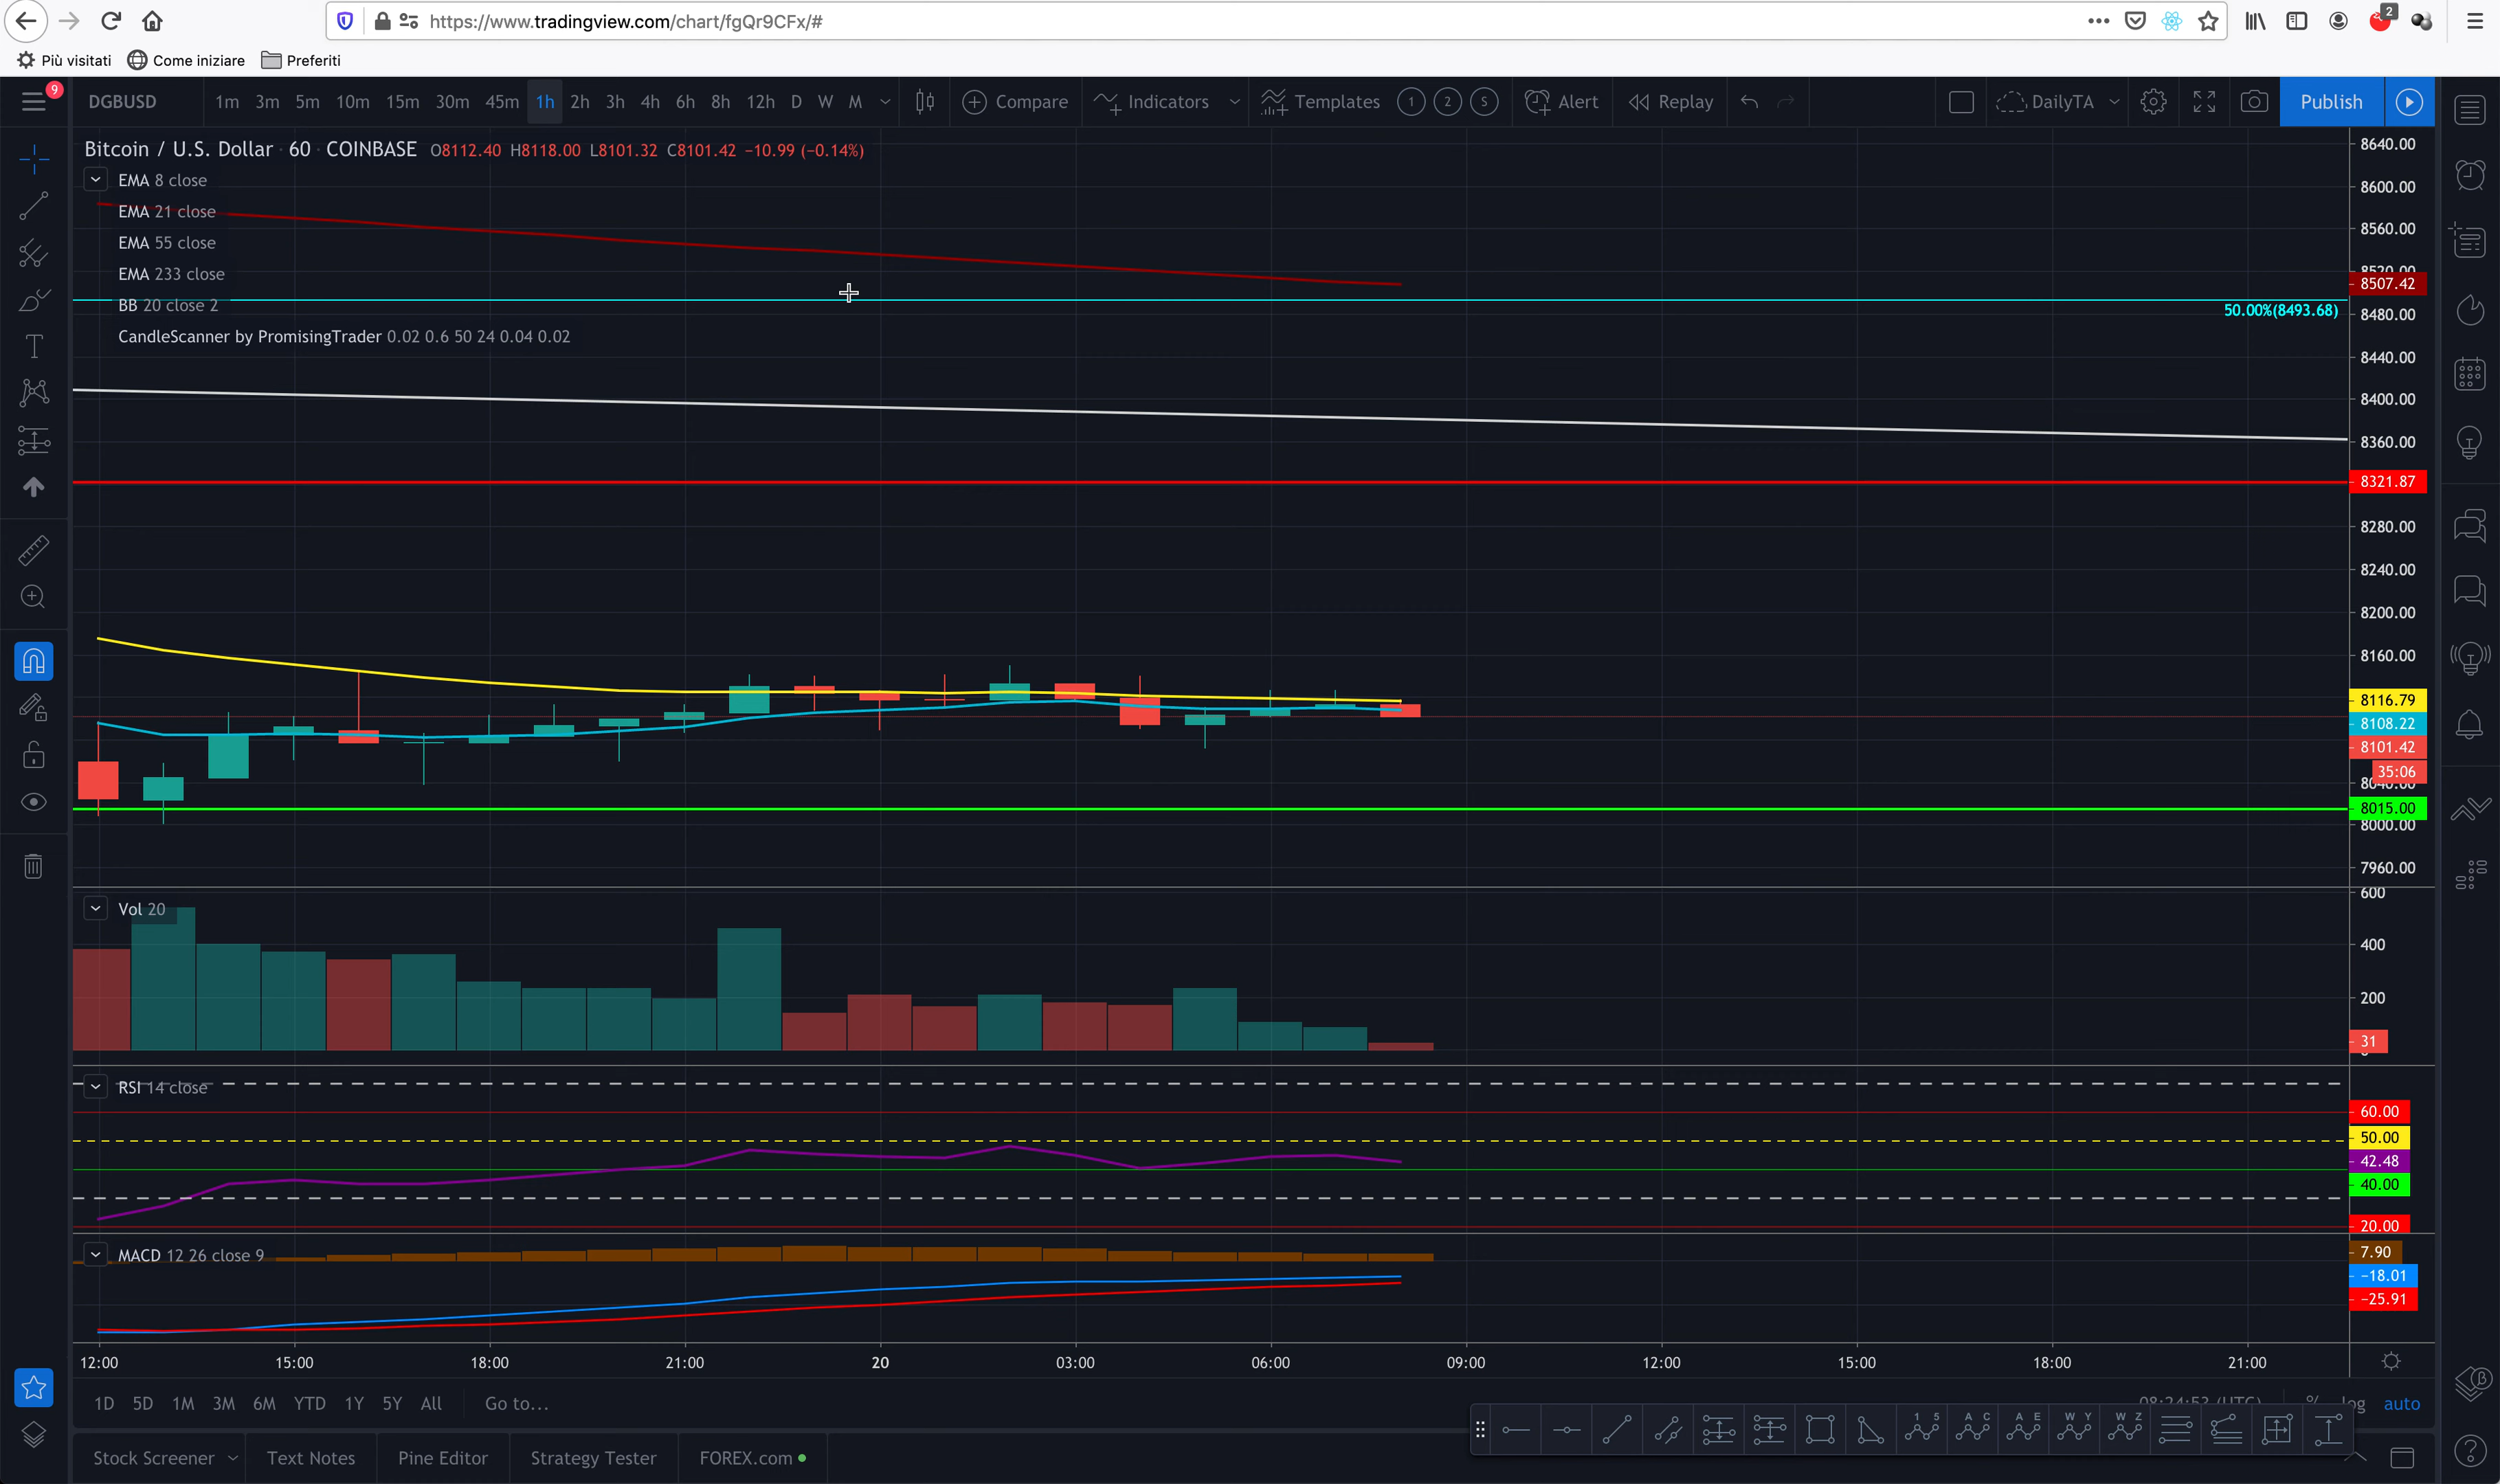 https://www.tradingview.com/chart/fgQr9CFx/#
2
Più visitati Come iniziare Preferiti
9
DGBUSD 1m 3m 5m 10m 15m 30m 45m 1h 2h 3h 4h 6h 8h 12h D W M Compare Indicators Templates 1 2 S Alert Replay DailyTA Publish
Bitcoin / U.S. Dollar · 60 · COINBASE O8112.40 H8118.00 L8101.32 C8101.42 −10.99 (−0.14%)
EMA 8 close
EMA 21 close
EMA 55 close
EMA 233 close
BB 20 close 2
CandleScanner by PromisingTrader 0.02 0.6 50 24 0.04 0.02
8640.00
8600.00
8560.00
8520.00
8507.42
50.00%(8493.68)
8480.00
8440.00
8400.00
8360.00
8321.87
8280.00
8240.00
8200.00
8160.00
8116.79
8108.22
8101.42
35:06
8015.00
8000.00
7960.00
Vol 20
600
400
200
31
RSI 14 close
60.00
50.00
42.48
40.00
20.00
MACD 12 26 close 9
7.90
−18.01
−25.91
12:00 15:00 18:00 21:00 20 03:00 06:00 09:00 12:00 15:00 18:00 21:00
1D 5D 1M 3M 6M YTD 1Y 5Y All Go to... auto
1 5 A C A E W Y W Z
Stock Screener Text Notes Pine Editor Strategy Tester FOREX.com